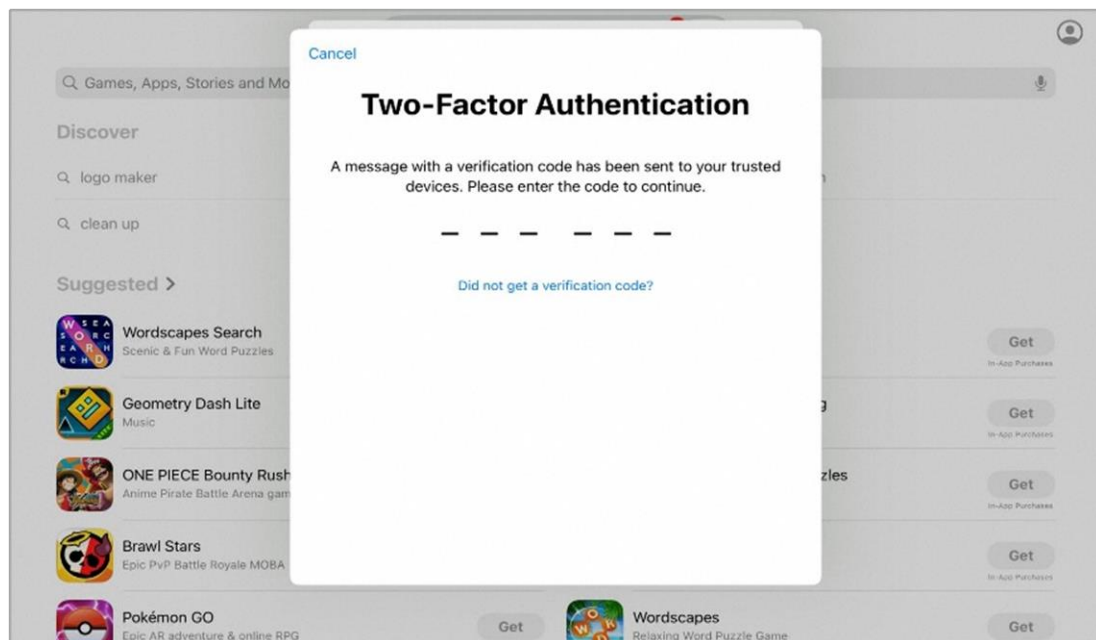 Cancel
Two-Factor Authentication
A message with a verification code has been sent to your trusted
devices. Please enter the code to continue.
Did not get a verification code?
Games, Apps, Stories and Mo
Discover
logo maker
clean up
Suggested
Wordscapes Search
Scenic & Fun Word Puzzles
Get
In-App Purchases
Geometry Dash Lite
Music
Get
In-App Purchases
ONE PIECE Bounty Rush
Anime Pirate Battle Arena gam
zles
Get
In-App Purchases
Brawl Stars
Epic PvP Battle Royale MOBA
Get
In-App Purchases
Pokémon GO
Epic AR adventure & online RPG
Get
Wordscapes
Relaxing Word Puzzle Game
Get